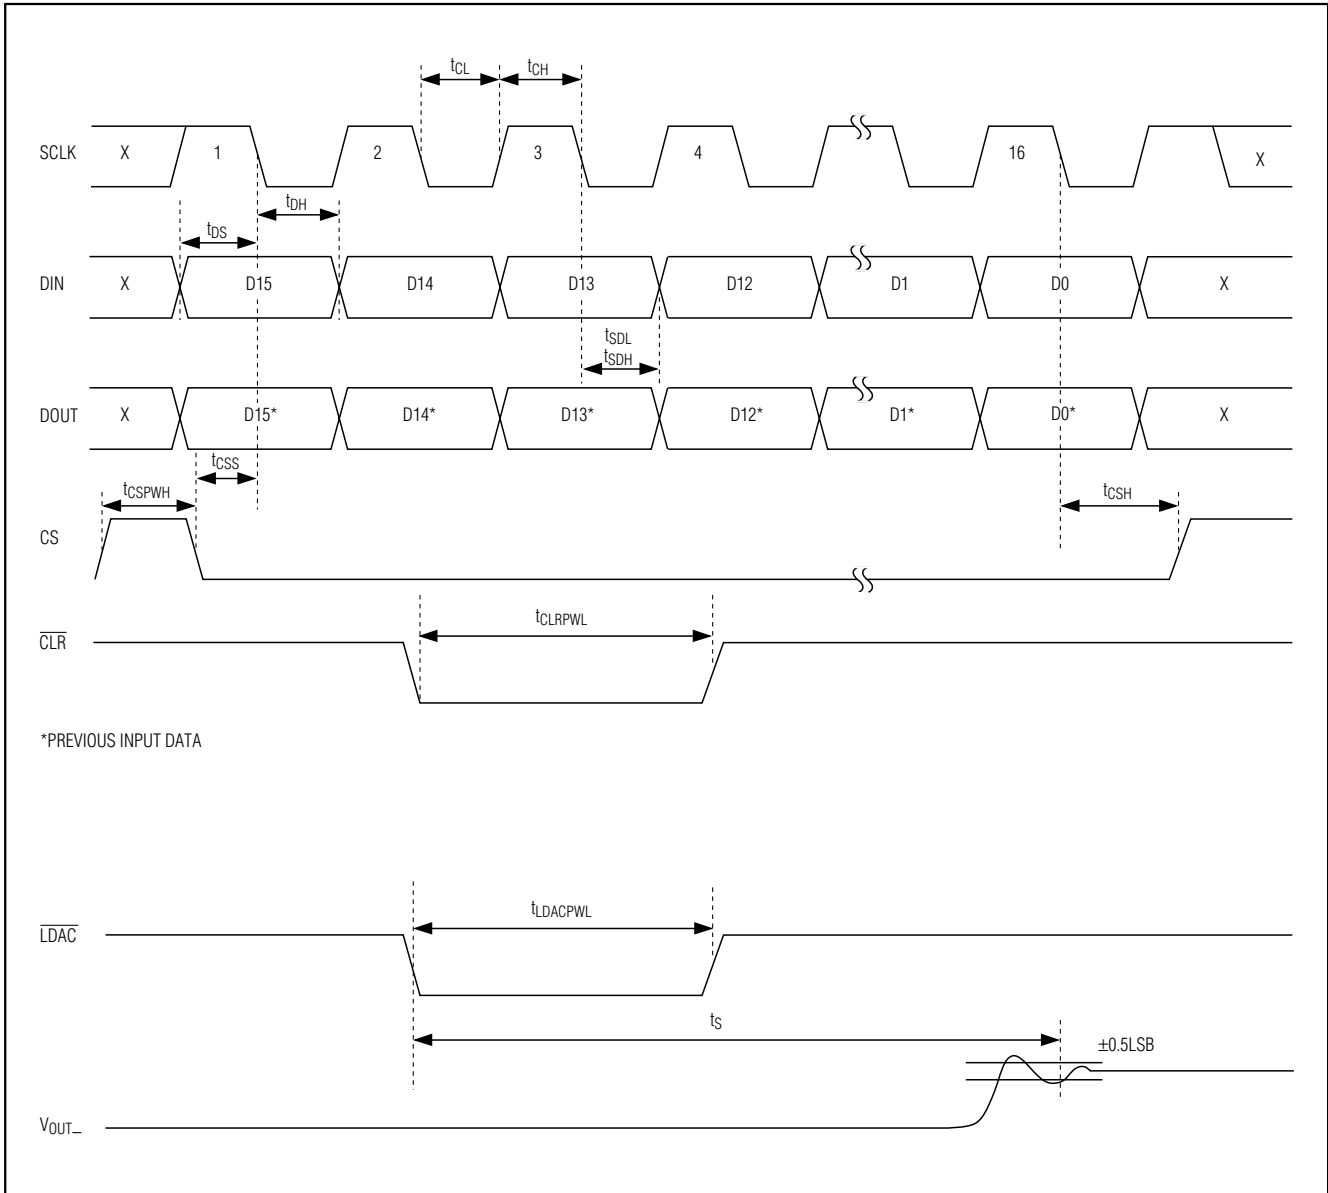 tCL tCH
SCLK X 1 2 3 4 16 X
tDH
tDS
DIN X D15 D14 D13 D12 D1 D0 X
tSDL
tSDH
DOUT X D15* D14* D13* D12* D1* D0* X
tCSS
tCSPWH tCSH
CS
tCLRPWL
CLR
*PREVIOUS INPUT DATA
tLDACPWL
LDAC
tS
±0.5LSB
VOUT_